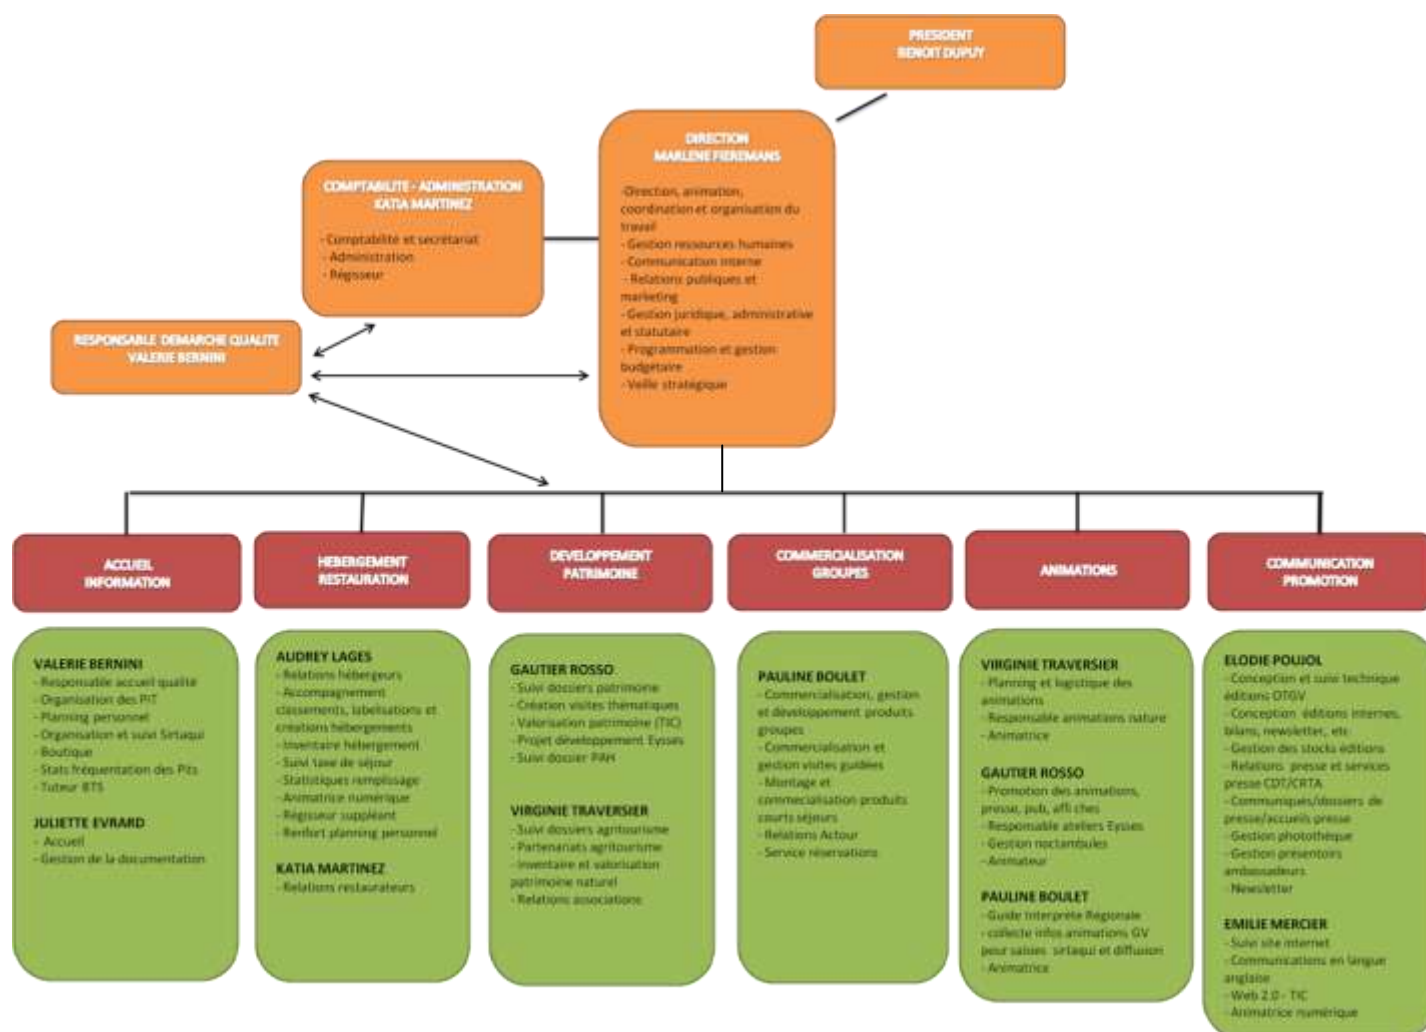 PRESIDENT
BENOIT DUPUY
DIRECTION
MARLENE FIEREMANS
-Direction, animation,
coordination et organisation du
travail
- Gestion ressources humaines
- Communication interne
- Relations publiques et
marketing
- Gestion juridique, administrative
et statutaire
- Programmation et gestion
budgétaire
- Veille stratégique
COMPTABILITE - ADMINISTRATION
KATIA MARTINEZ
- Comptabilité et secrétariat
- Administration
- Régisseur
RESPONSABLE DEMARCHE QUALITE
VALERIE BERNINI
ACCUEIL
INFORMATION
HEBERGEMENT
RESTAURATION
DEVELOPPEMENT
PATRIMOINE
COMMERCIALISATION
GROUPES
ANIMATIONS
COMMUNICATION
PROMOTION
VALERIE BERNINI
- Responsable accueil qualité
- Organisation des PIT
- Planning personnel
- Organisation et suivi Sirtaqui
- Boutique
- Stats fréquentation des Pits
- Tuteur BTS
JULIETTE EVRARD
- Accueil
- Gestion de la documentation
AUDREY LAGES
- Relations hébergeurs
- Accompagnement
classements, labelisations et
créations hébergements
- Inventaire hébergement
- Suivi taxe de séjour
- Statistiques remplissage
- Animatrice numérique
- Régisseur suppléant
- Renfort planning personnel
KATIA MARTINEZ
- Relations restaurateurs
GAUTIER ROSSO
- Suivi dossiers patrimoine
- Création visites thématiques
- Valorisation patrimoine (TIC)
- Projet développement Eysses
- Suivi dossier PAH
VIRGINIE TRAVERSIER
- Suivi dossiers agritourisme
- Partenariats agritourisme
- Inventaire et valorisation
patrimoine naturel
- Relations associations
PAULINE BOULET
- Commercialisation, gestion
et développement produits
groupes
- Commercialisation et
gestion visites guidées
- Montage et
commercialisation produits
courts séjours
- Relations Actour
- Service réservations
VIRGINIE TRAVERSIER
- Planning et logistique des
animations
- Responsable animations nature
- Animatrice
GAUTIER ROSSO
- Promotion des animations,
presse, pub, affi ches
- Responsable ateliers Eysses
- Gestion noctambules
- Animateur
PAULINE BOULET
- Guide Interprète Régionale
- collecte infos animations GV
pour saisies sirtaqui et diffusion
- Animatrice
ELODIE POUJOL
- Conception et suivi technique
éditions OTGV
- Conception éditions internes,
bilans, newsletter, etc
- Gestion des stocks éditions
- Relations presse et services
presse CDT/CRTA
- Communiqués/dossiers de
presse/accueils presse
- Gestion photothèque
- Gestion présentoirs
ambassadeurs
- Newsletter
EMILIE MERCIER
- Suivi site internet
- Communications en langue
anglaise
- Web 2.0 - TIC
- Animatrice numérique